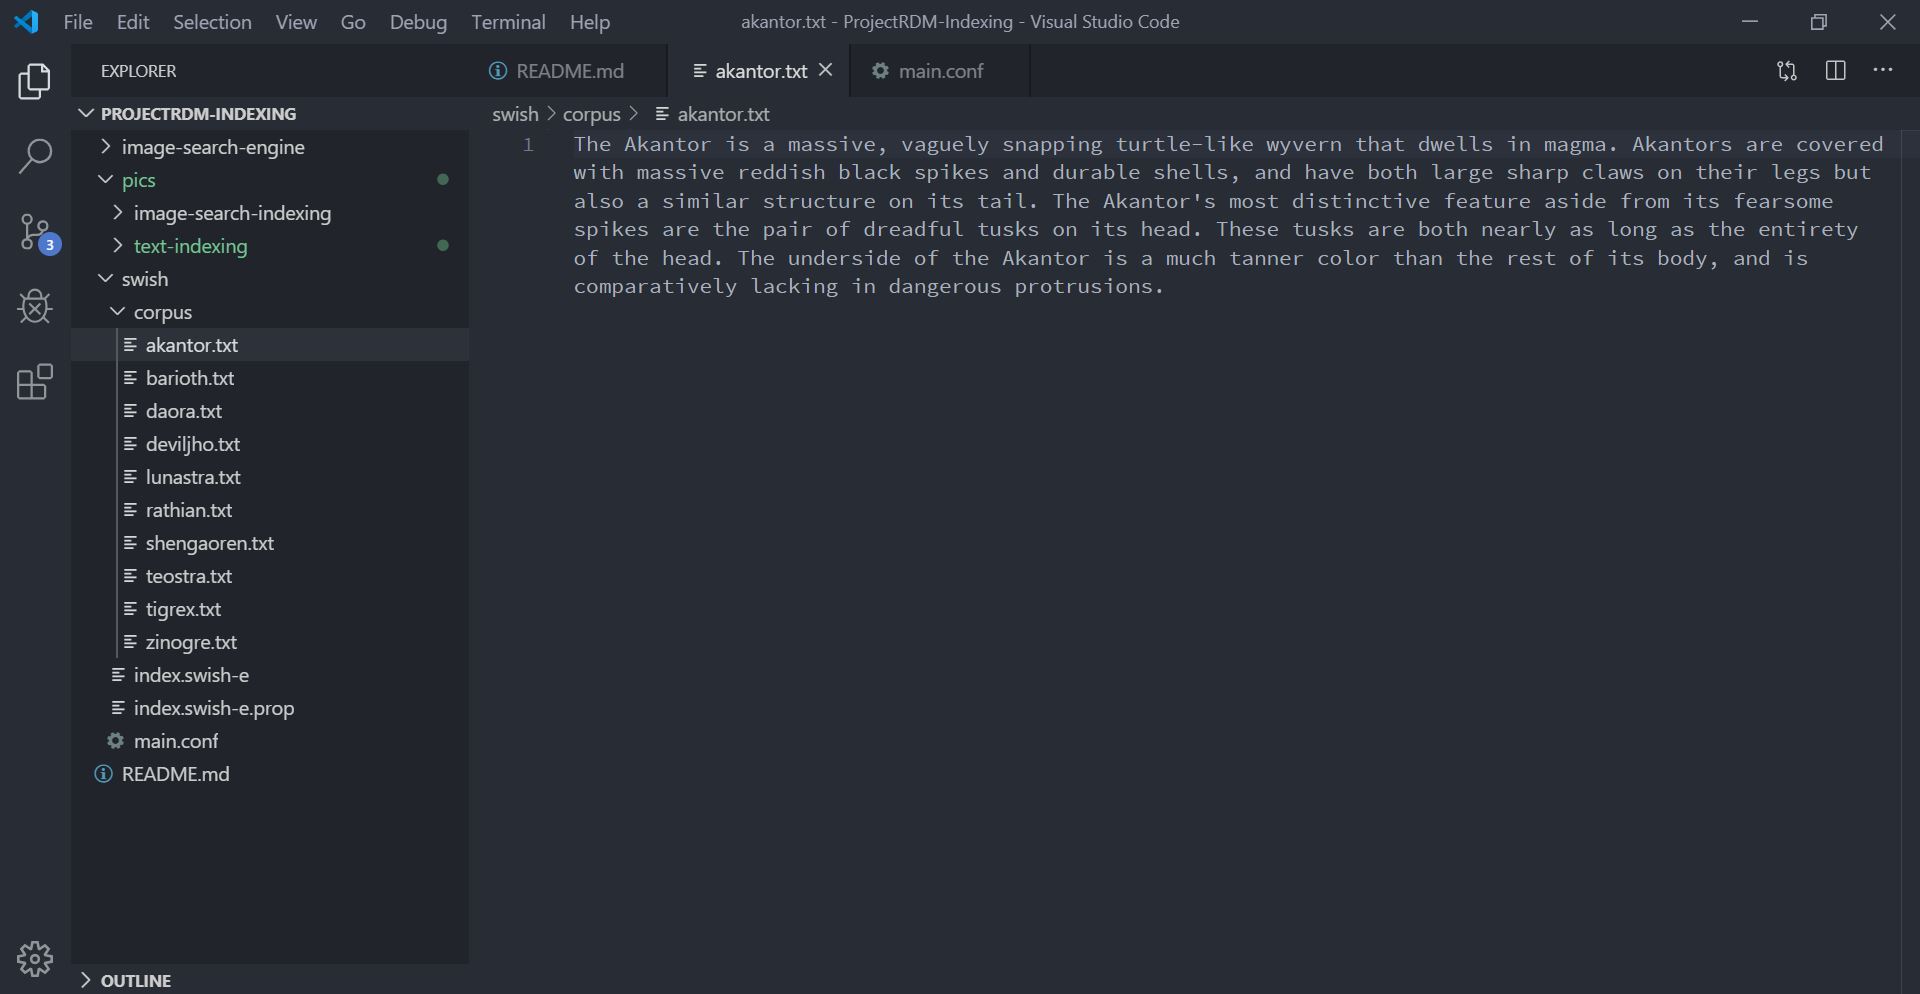 File Edit Selection View Go Debug Terminal Help
akantor.txt - ProjectRDM-Indexing - Visual Studio Code
EXPLORER
README.md
akantor.txt
main.conf
3
PROJECTRDM-INDEXING
image-search-engine
pics
image-search-indexing
text-indexing
swish
corpus
akantor.txt
barioth.txt
daora.txt
deviljho.txt
lunastra.txt
rathian.txt
shengaoren.txt
teostra.txt
tigrex.txt
zinogre.txt
index.swish-e
index.swish-e.prop
main.conf
README.md
OUTLINE
swish > corpus > akantor.txt
1
The Akantor is a massive, vaguely snapping turtle-like wyvern that dwells in magma. Akantors are covered
with massive reddish black spikes and durable shells, and have both large sharp claws on their legs but
also a similar structure on its tail. The Akantor's most distinctive feature aside from its fearsome
spikes are the pair of dreadful tusks on its head. These tusks are both nearly as long as the entirety
of the head. The underside of the Akantor is a much tanner color than the rest of its body, and is
comparatively lacking in dangerous protrusions.